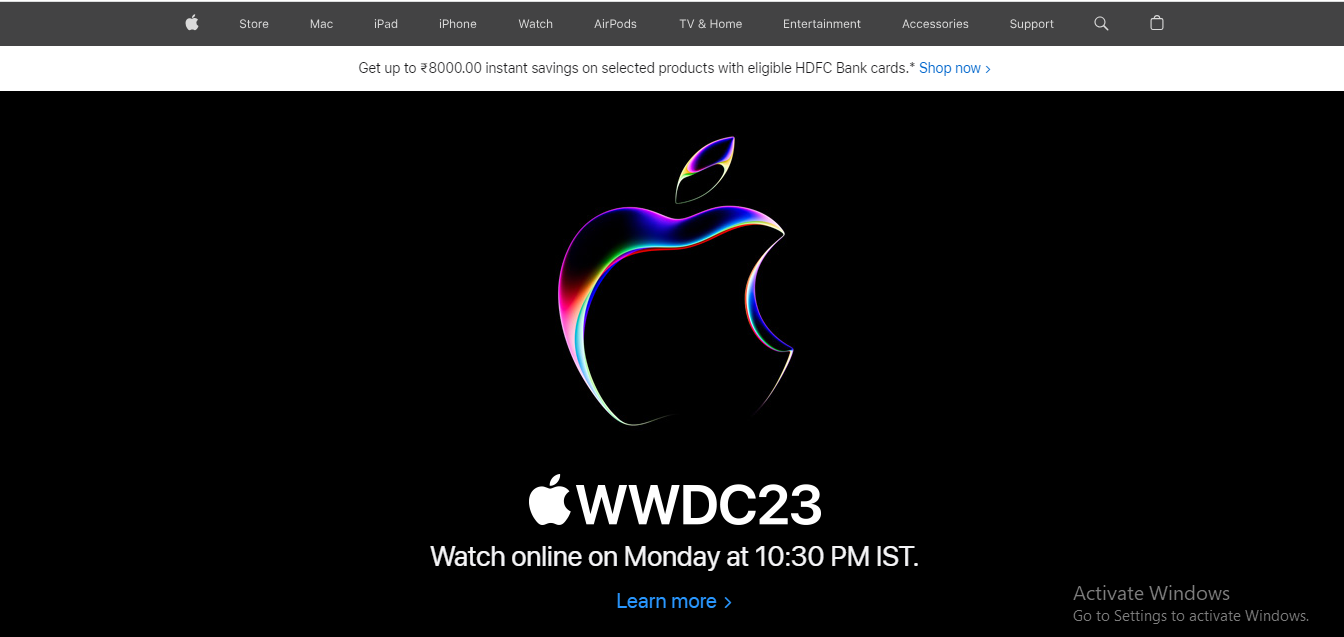 Store Mac iPad iPhone Watch AirPods TV & Home Entertainment Accessories Support
Get up to ₹8000.00 instant savings on selected products with eligible HDFC Bank cards.* Shop now >
WWDC23
Watch online on Monday at 10:30 PM IST.
Learn more >
Activate Windows
Go to Settings to activate Windows.